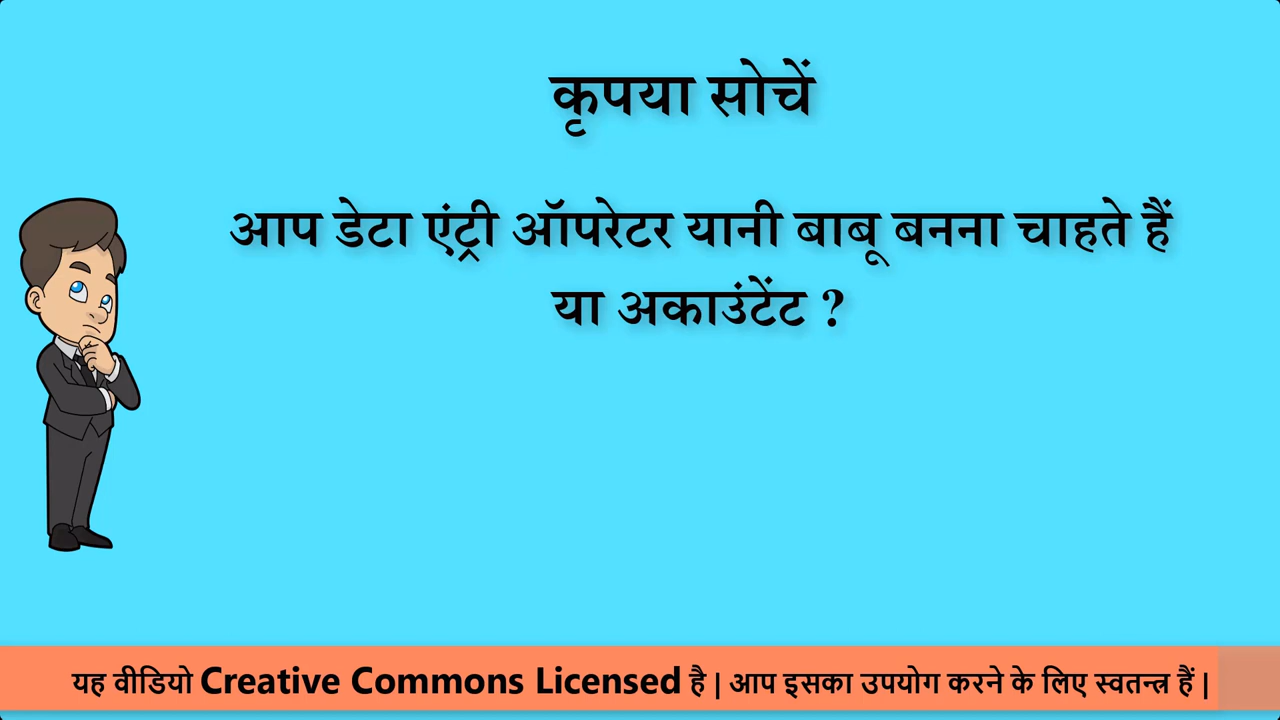 कृपया सोचें
आप डेटा एंट्री ऑपरेटर यानी बाबू बनना चाहते हैं
या अकाउंटेंट ?
यह वीडियो Creative Commons Licensed है | आप इसका उपयोग करने के लिए स्वतन्त्र हैं |